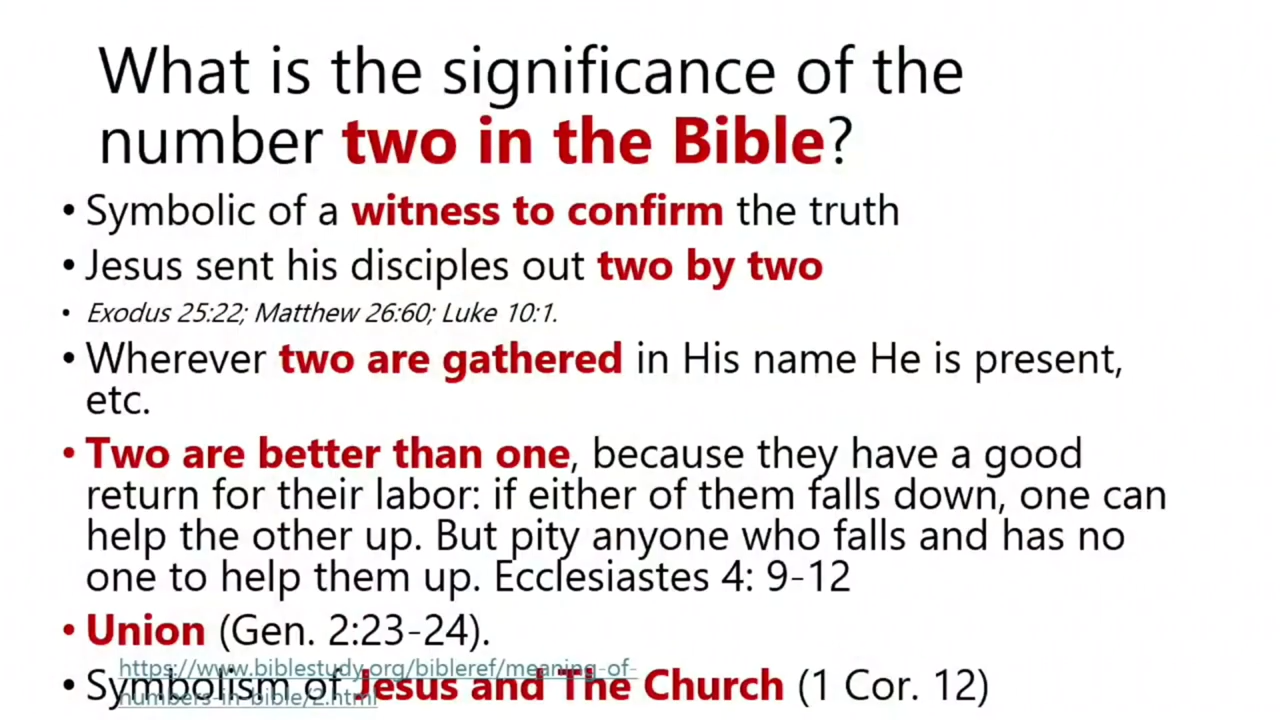 What is the significance of the
number two in the Bible?
• Symbolic of a witness to confirm the truth
• Jesus sent his disciples out two by two
• Exodus 25:22; Matthew 26:60; Luke 10:1.
• Wherever two are gathered in His name He is present,
etc.
• Two are better than one, because they have a good
return for their labor: if either of them falls down, one can
help the other up. But pity anyone who falls and has no
one to help them up. Ecclesiastes 4: 9-12
• Union (Gen. 2:23-24).
https://www.biblestudy.org/bibleref/meaning-of-
numbers-in-bible/2.html
• Symbolism of Jesus and The Church (1 Cor. 12)